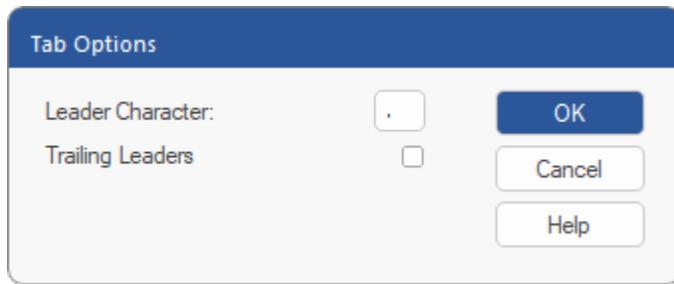 Tab Options
Leader Character: .
OK
Trailing Leaders
Cancel
Help